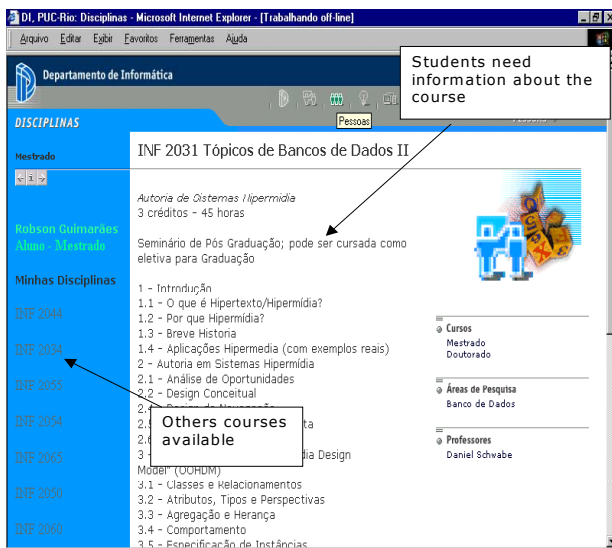 DI, PUC-Rio: Disciplinas - Microsoft Internet Explorer - [Trabalhando off-line]
Arquivo Editar Exibir Favoritos Ferramentas Ajuda
Departamento de Informática
Students need
information about the
course
DISCIPLINAS
Pessoas
Mestrado
INF 2031 Tópicos de Bancos de Dados II
Autoria de Sistemas Hipermídia
3 créditos - 45 horas
Robson Guimarães
Aluno - Mestrado
Seminário de Pós Graduação; pode ser cursada como
eletiva para Graduação
Minhas Disciplinas
INF 2044
INF 2034
INF 2055
INF 2054
INF 2065
INF 2050
INF 2060
1 - Introdução
1.1 - O que é Hipertexto/Hipermídia?
1.2 - Por que Hipermídia?
1.3 - Breve Historia
1.4 - Aplicações Hipermedia (com exemplos reais)
2 - Autoria em Sistemas Hipermídia
2.1 - Análise de Oportunidades
2.2 - Design Conceitual
Others courses
available
Design
Model" (OOHDM)
3.1 - Classes e Relacionamentos
3.2 - Atributos, Tipos e Perspectivas
3.3 - Agregação e Herança
3.4 - Comportamento
3.5 - Especificação de Instâncias
Cursos
Mestrado
Doutorado
Áreas de Pesquisa
Banco de Dados
Professores
Daniel Schwabe